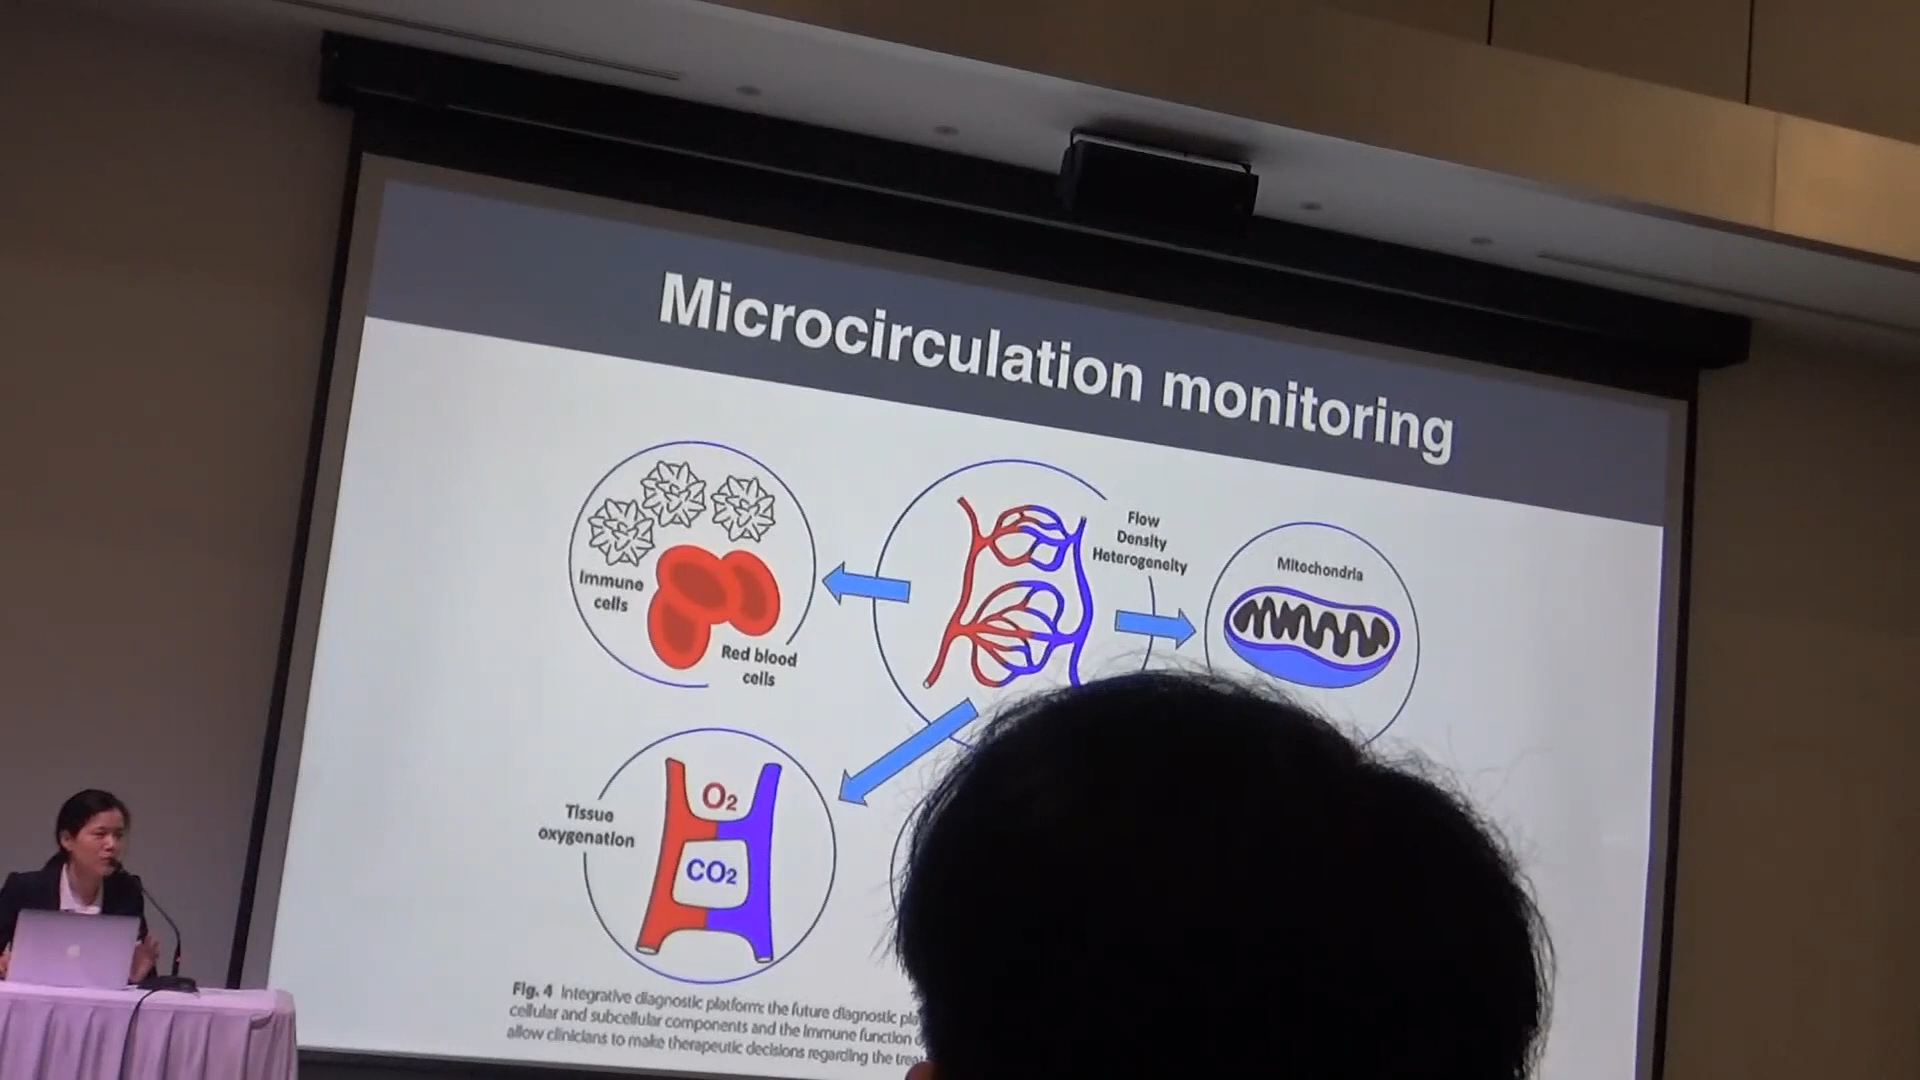 Microcirculation monitoring
Flow
Density
Heterogeneity
Mitochondria
Immune
cells
Red blood
cells
Tissue
oxygenation
O2
CO2
Fig. 4 Integrative diagnostic platform: the future diagnostic
cellular and subcellular components and the immune function
allow clinicians to make therapeutic decisions regarding the